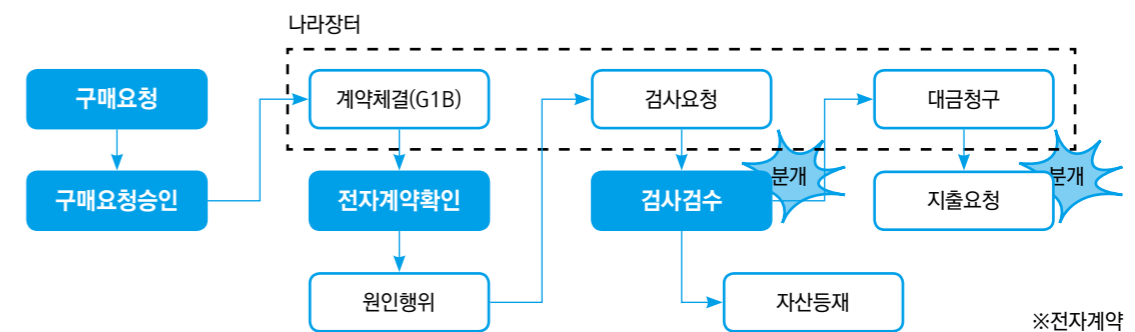 나라장터
구매요청
계약체결(G1B)
검사요청
대금청구
구매요청승인
전자계약확인
검사검수
분개
지출요청
분개
원인행위
자산등재
※전자계약